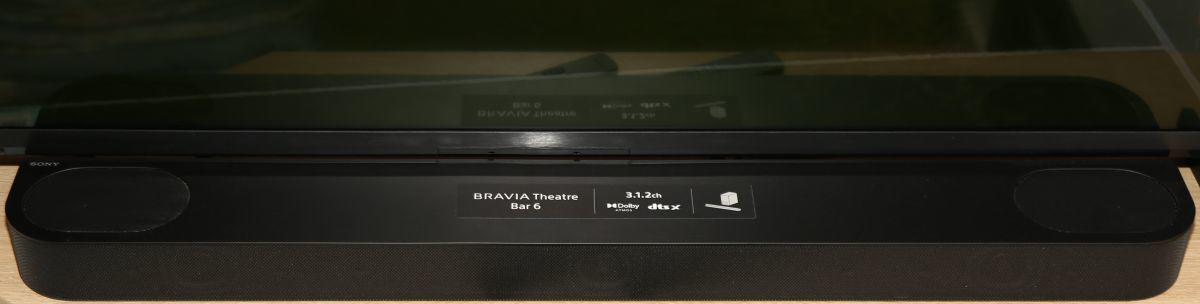 SONY
BRAVIA Theatre
Bar 6
3.1.2ch
Dolby
ATMOS
dts X